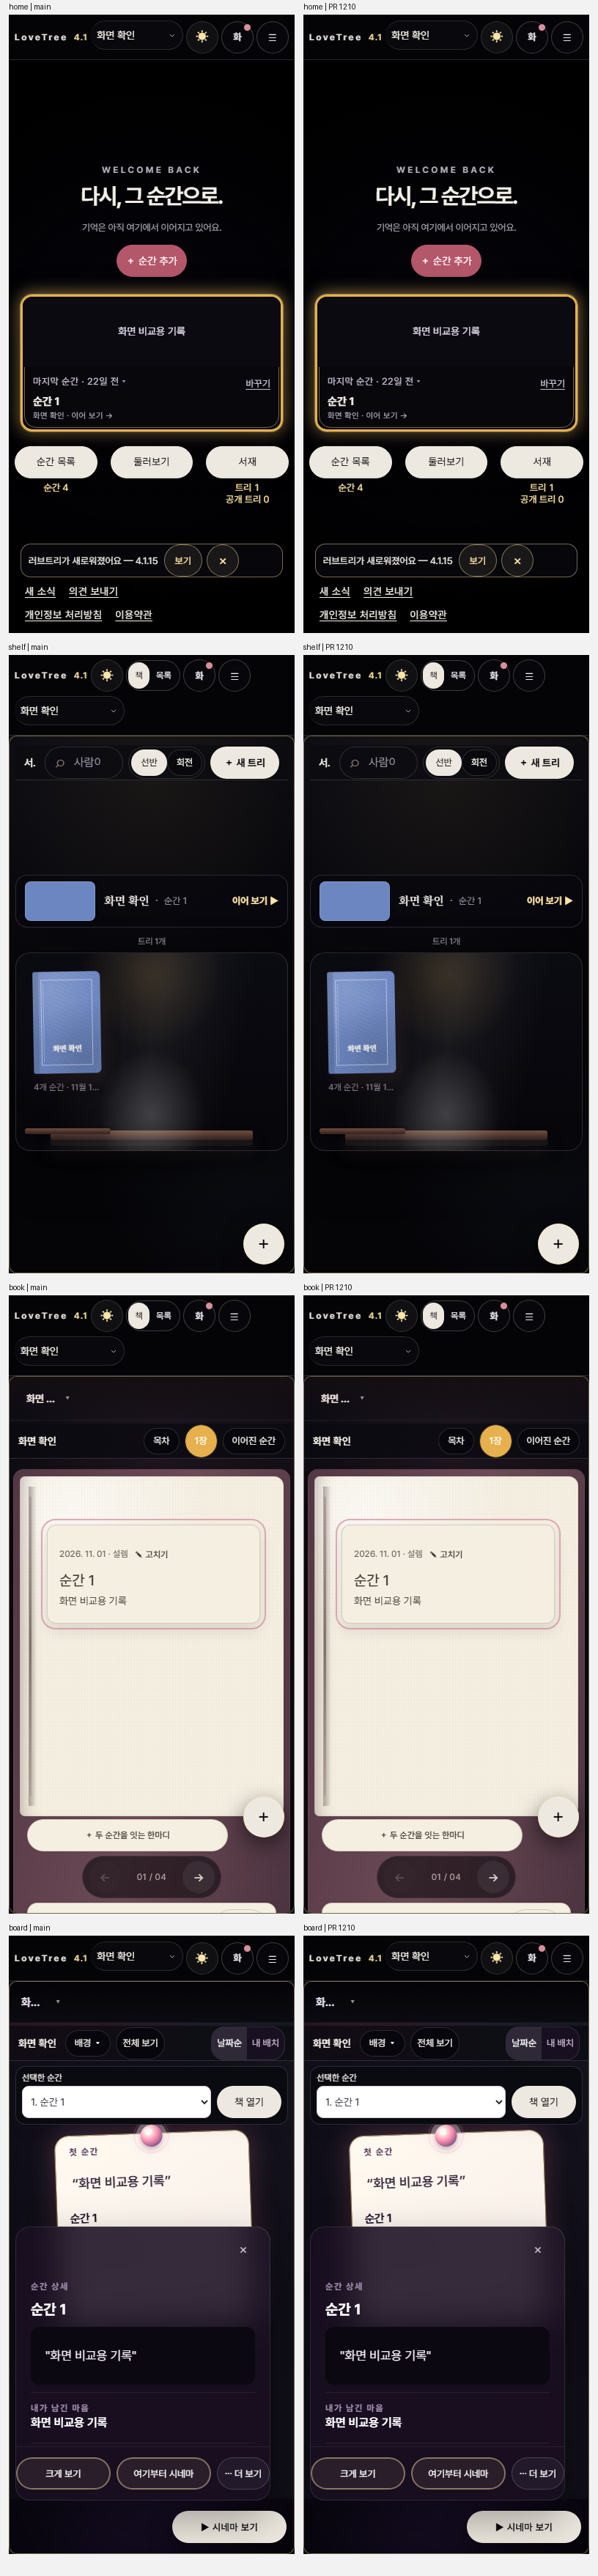 home | main
LoveTree 4.1 화면 확인 화
WELCOME BACK
다시, 그 순간으로.
기억은 아직 여기에서 이어지고 있어요.
+ 순간 추가
화면 비교용 기록
마지막 순간 · 22일 전
바꾸기
순간 1
화면 확인 · 이어 보기 →
순간 목록 둘러보기 서재
순간 4 트리 1
공개 트리 0
러브트리가 새로워졌어요 — 4.1.15 보기 ×
새 소식 의견 보내기
개인정보 처리방침 이용약관
home | PR 1210
LoveTree 4.1 화면 확인 화
WELCOME BACK
다시, 그 순간으로.
기억은 아직 여기에서 이어지고 있어요.
+ 순간 추가
화면 비교용 기록
마지막 순간 · 22일 전
바꾸기
순간 1
화면 확인 · 이어 보기 →
순간 목록 둘러보기 서재
순간 4 트리 1
공개 트리 0
러브트리가 새로워졌어요 — 4.1.15 보기 ×
새 소식 의견 보내기
개인정보 처리방침 이용약관
shelf | main
LoveTree 4.1 책 목록 화
화면 확인
서. 사람이 선반 회전 + 새 트리
화면 확인 · 순간 1 이어 보기 ▶
트리 1개
화면 확인
4개 순간 · 11월 1...
+
shelf | PR 1210
LoveTree 4.1 책 목록 화
화면 확인
서. 사람이 선반 회전 + 새 트리
화면 확인 · 순간 1 이어 보기 ▶
트리 1개
화면 확인
4개 순간 · 11월 1...
+
book | main
LoveTree 4.1 책 목록 화
화면 확인
화면 ...
화면 확인 목차 1장 이어진 순간
2026. 11. 01 · 설렘 고치기
순간 1
화면 비교용 기록
+
+ 두 순간을 잇는 한마디
← 01 / 04 →
book | PR 1210
LoveTree 4.1 책 목록 화
화면 확인
화면 ...
화면 확인 목차 1장 이어진 순간
2026. 11. 01 · 설렘 고치기
순간 1
화면 비교용 기록
+
+ 두 순간을 잇는 한마디
← 01 / 04 →
board | main
LoveTree 4.1 화면 확인 화
화...
화면 확인 배경 전체 보기 날짜순 내 배치
선택한 순간
1. 순간 1 책 열기
첫 순간
“화면 비교용 기록”
순간 1
×
순간 상세
순간 1
"화면 비교용 기록"
내가 남긴 마음
화면 비교용 기록
크게 보기 여기부터 시네마 ··· 더 보기
▶ 시네마 보기
board | PR 1210
LoveTree 4.1 화면 확인 화
화...
화면 확인 배경 전체 보기 날짜순 내 배치
선택한 순간
1. 순간 1 책 열기
첫 순간
“화면 비교용 기록”
순간 1
×
순간 상세
순간 1
"화면 비교용 기록"
내가 남긴 마음
화면 비교용 기록
크게 보기 여기부터 시네마 ··· 더 보기
▶ 시네마 보기